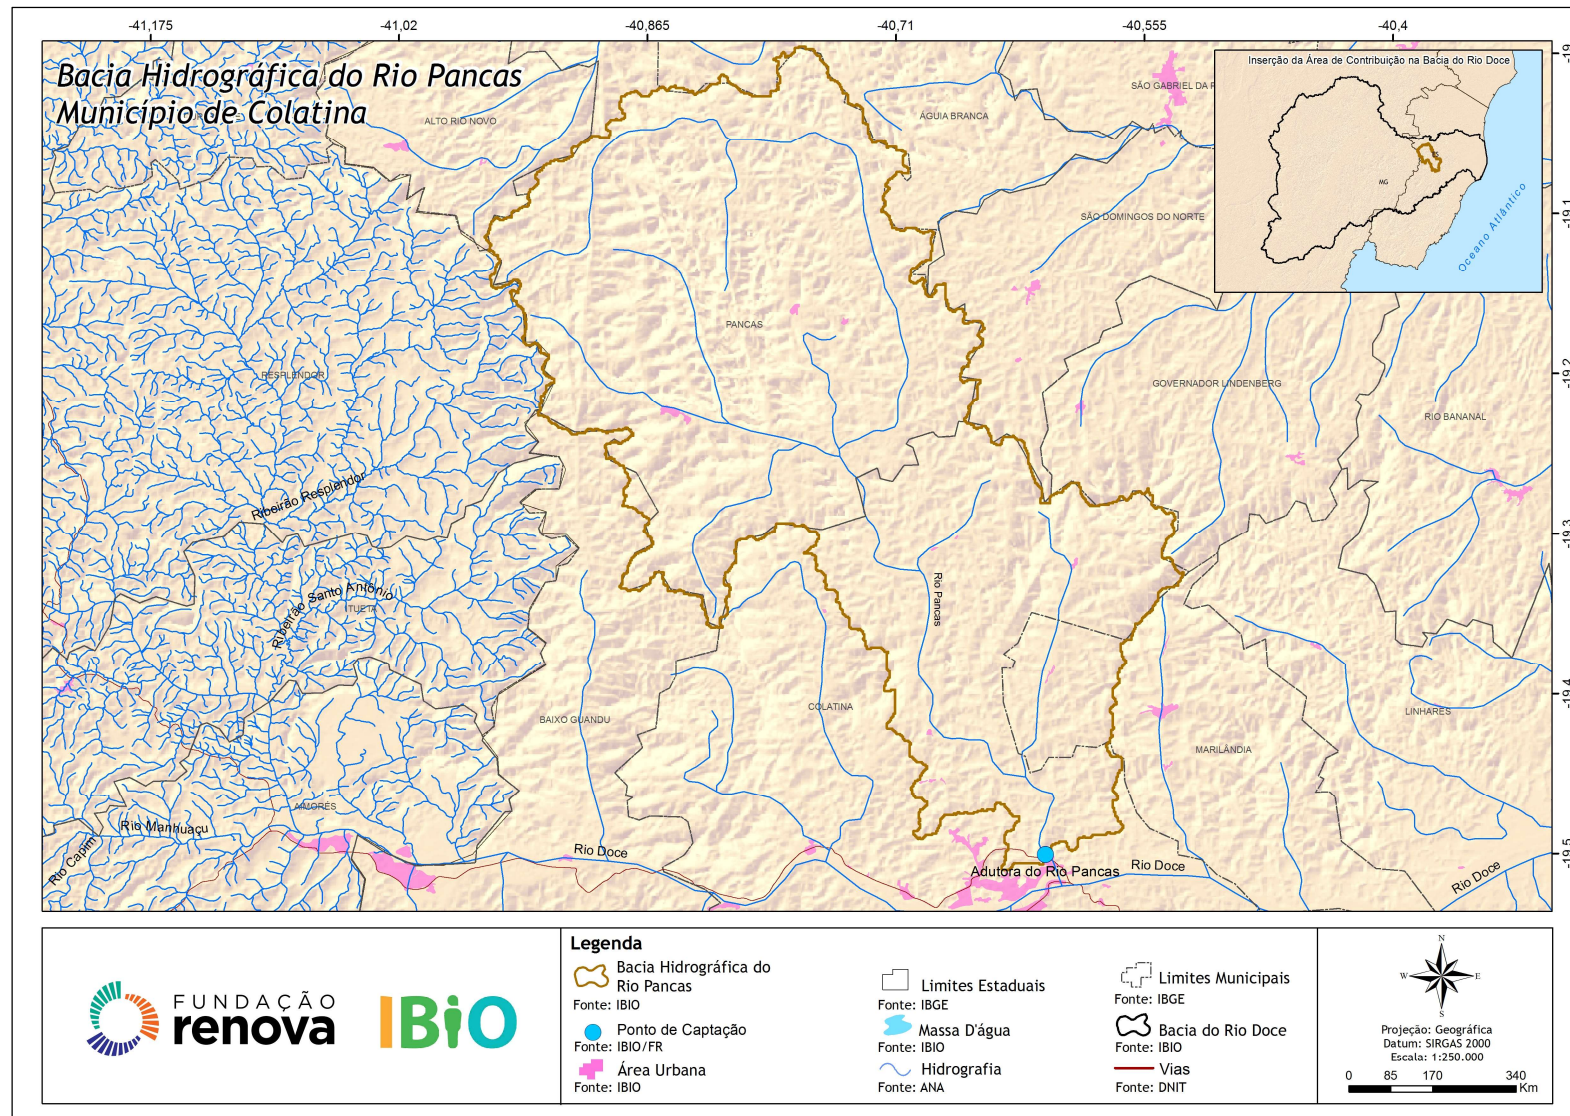 -41,175
-41,02
-40,865
-40,71
-40,555
-40,4
Bacia Hidrográfica do Rio Pancas
Município de Colatina
ALTO RIO NOVO
ÁGUIA BRANCA
SÃO GABRIEL DA P
Inserção da Área de Contribuição na Bacia do Rio Doce
MG
Oceano Atlântico
-19
-19,1
-19,2
-19,3
-19,4
-19,5
SÃO DOMINGOS DO NORTE
PANCAS
RESPLENDOR
GOVERNADOR LINDENBERG
RIO BANANAL
Ribeirão Resplendor
Ribeirão Santo Antônio
ITUETA
Rio Pancas
BAIXO GUANDU
COLATINA
LINHARES
MARILÂNDIA
AIMORÉS
Rio Manhuaçu
Rio Capim
Rio Doce
Adutora do Rio Pancas
Rio Doce
Rio Doce
FUNDAÇÃO
renova
IBiO
Legenda
Bacia Hidrográfica do
Rio Pancas
Fonte: IBIO
Ponto de Captação
Fonte: IBIO/FR
Área Urbana
Fonte: IBIO
Limites Estaduais
Fonte: IBGE
Massa D'água
Fonte: IBIO
Hidrografia
Fonte: ANA
Limites Municipais
Fonte: IBGE
Bacia do Rio Doce
Fonte: IBIO
Vias
Fonte: DNIT
N
W
E
S
Projeção: Geográfica
Datum: SIRGAS 2000
Escala: 1:250.000
0 85 170 340
Km